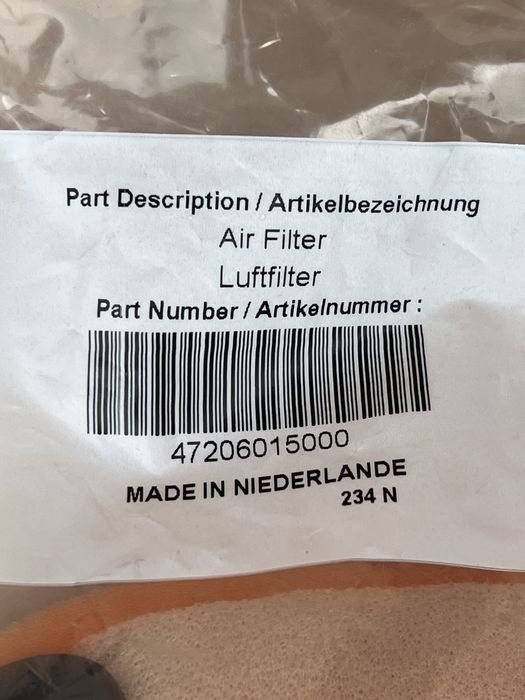 Part Description / Artikelbezeichnung
Air Filter
Luftfilter
Part Number / Artikelnummer :
47206015000
MADE IN NIEDERLANDE
234 N